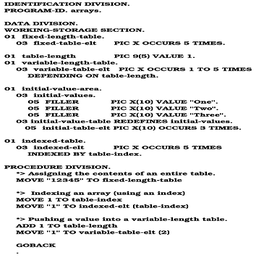 IDENTIFICATION DIVISION.
PROGRAM-ID. arrays.
DATA DIVISION.
WORKING-STORAGE SECTION.
01 fixed-length-table.
03 fixed-table-elt PIC X OCCURS 5 TIMES.
01 table-length PIC 9(5) VALUE 1.
01 variable-length-table.
03 variable-table-elt PIC X OCCURS 1 TO 5 TIMES
DEPENDING ON table-length.
01 initial-value-area.
03 initial-values.
05 FILLER PIC X(10) VALUE "One".
05 FILLER PIC X(10) VALUE "Two".
05 FILLER PIC X(10) VALUE "Three".
03 initial-value-table REDEFINES initial-values.
05 initial-table-elt PIC X(10) OCCURS 3 TIMES.
01 indexed-table.
03 indexed-elt PIC X OCCURS 5 TIMES
INDEXED BY table-index.
PROCEDURE DIVISION.
*> Assigning the contents of an entire table.
MOVE "12345" TO fixed-length-table
*> Indexing an array (using an index)
MOVE 1 TO table-index
MOVE "1" TO indexed-elt (table-index)
*> Pushing a value into a variable-length table.
ADD 1 TO table-length
MOVE "1" TO variable-table-elt (2)
GOBACK
.